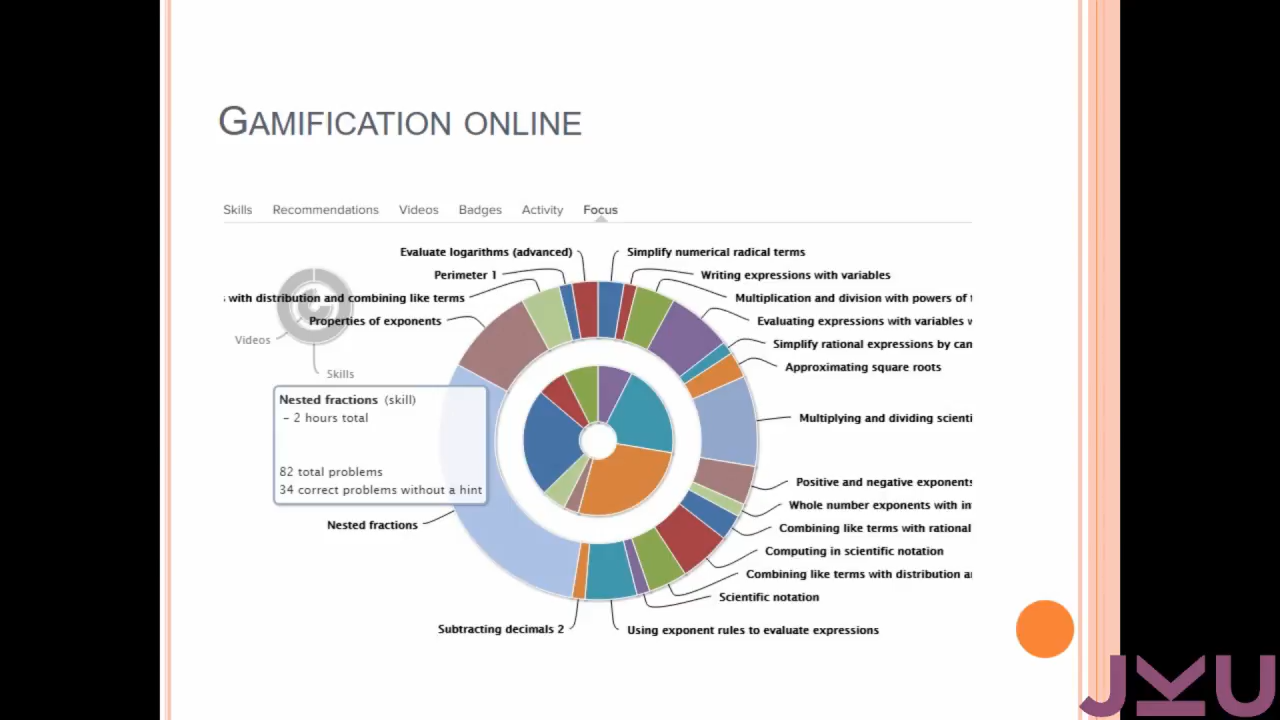 GAMIFICATION ONLINE
Skills Recommendations Videos Badges Activity Focus
Evaluate logarithms (advanced)
Simplify numerical radical terms
Perimeter 1
Writing expressions with variables
with distribution and combining like terms
Multiplication and division with powers of
Properties of exponents
Evaluating expressions with variables
Videos
Simplify rational expressions by
Approximating square roots
Skills
Nested fractions (skill)
~ 2 hours total
Multiplying and dividing
82 total problems
34 correct problems without a hint
Positive and negative exponents
Whole number exponents with
Nested fractions
Combining like terms with rational
Computing in scientific notation
Combining like terms with distribution
Scientific notation
Subtracting decimals 2
Using exponent rules to evaluate expressions
JKU